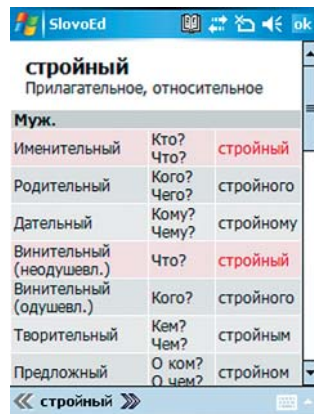 SlovoEd ok
стройный
Прилагательное, относительное
Муж.
Именительный Кто? Что? стройный
Родительный Кого? Чего? стройного
Дательный Кому? Чему? стройному
Винительный (неодушевл.) Что? стройный
Винительный (одушевл.) Кого? стройного
Творительный Кем? Чем? стройным
Предложный О ком? О чем? стройном
стройный